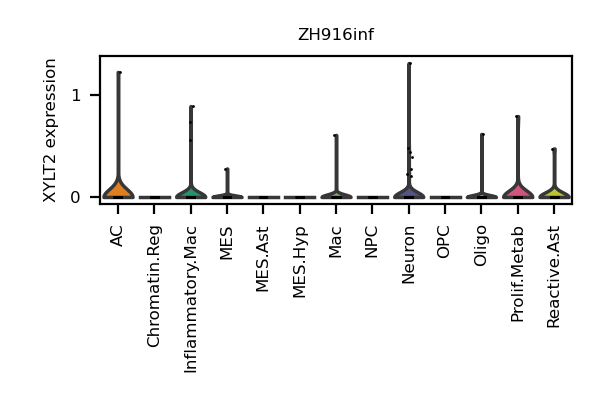 ZH916inf
XYLT2 expression
1
0
AC
Chromatin.Reg
Inflammatory.Mac
MES
MES.Ast
MES.Hyp
Mac
NPC
Neuron
OPC
Oligo
Prolif.Metab
Reactive.Ast